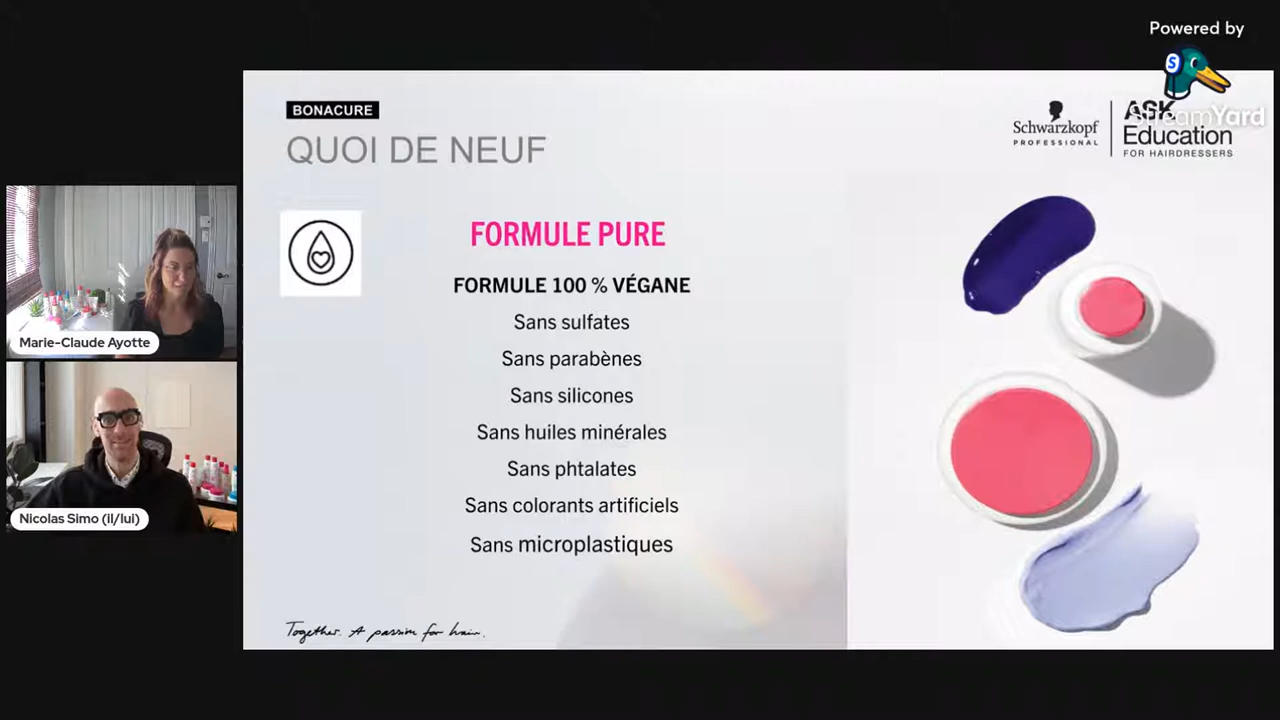 Powered by
StreamYard
BONACURE
QUOI DE NEUF
Schwarzkopf
PROFESSIONAL
ASK
Education
FOR HAIRDRESSERS
FORMULE PURE
FORMULE 100 % VÉGANE
Sans sulfates
Sans parabènes
Sans silicones
Sans huiles minérales
Sans phtalates
Sans colorants artificiels
Sans microplastiques
Marie-Claude Ayotte
Nicolas Simo (il/lui)
Together. A passion for hair.